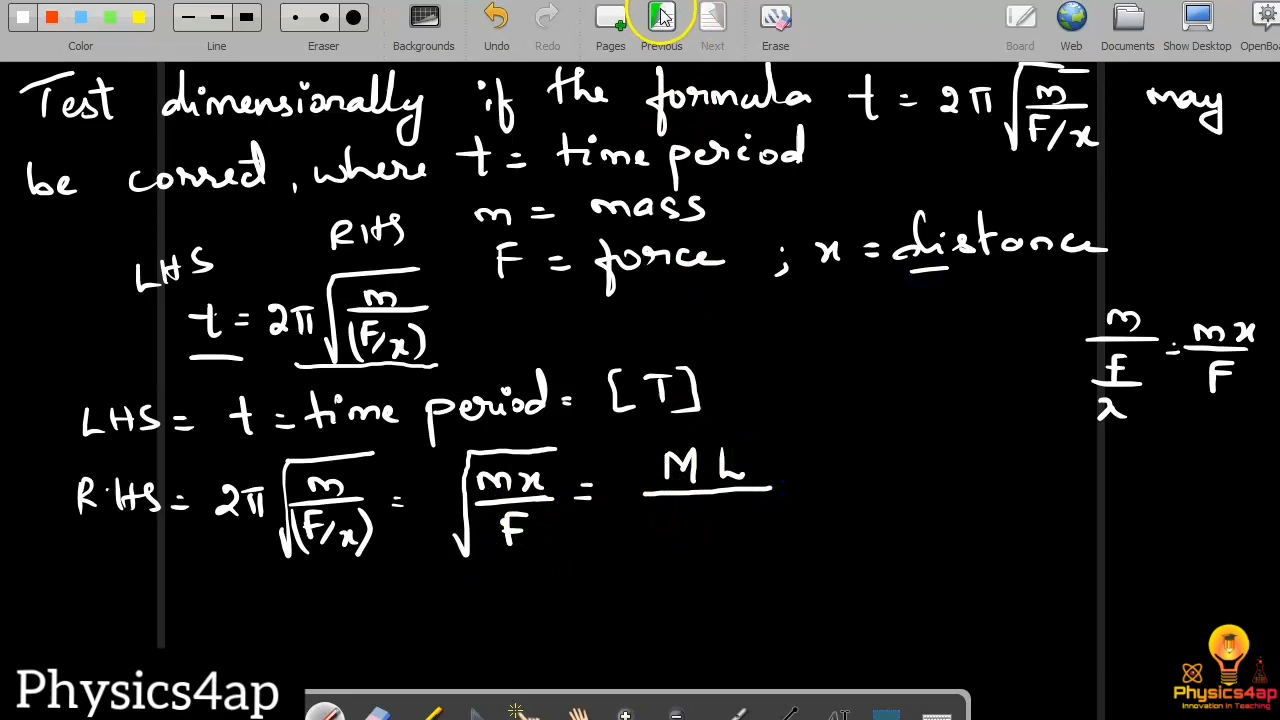 Color Line Eraser Backgrounds Undo Redo Pages Previous Next Erase Board Web Documents Show Desktop OpenBo
Test dimensionally if the formula t = 2π√(m/(F/x)) may
be correct, where t = time period
m = mass
F = force ; x = distance
LHS RHS
t = 2π√(m/(F/x))
m/(F/x) = mx/F
LHS = t = time period = [T]
RHS = 2π√(m/(F/x)) = √(mx/F) = M L
Physics4ap
Physics4ap
Innovation in Teaching